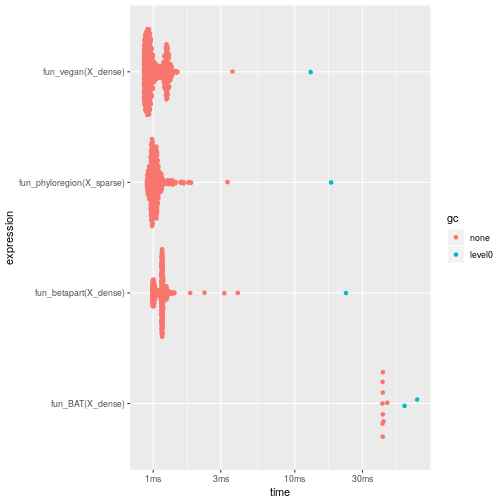 fun_vegan(X_dense)
fun_phyloregion(X_sparse)
fun_betapart(X_dense)
fun_BAT(X_dense)
expression
1ms 3ms 10ms 30ms
time
gc
none
level0